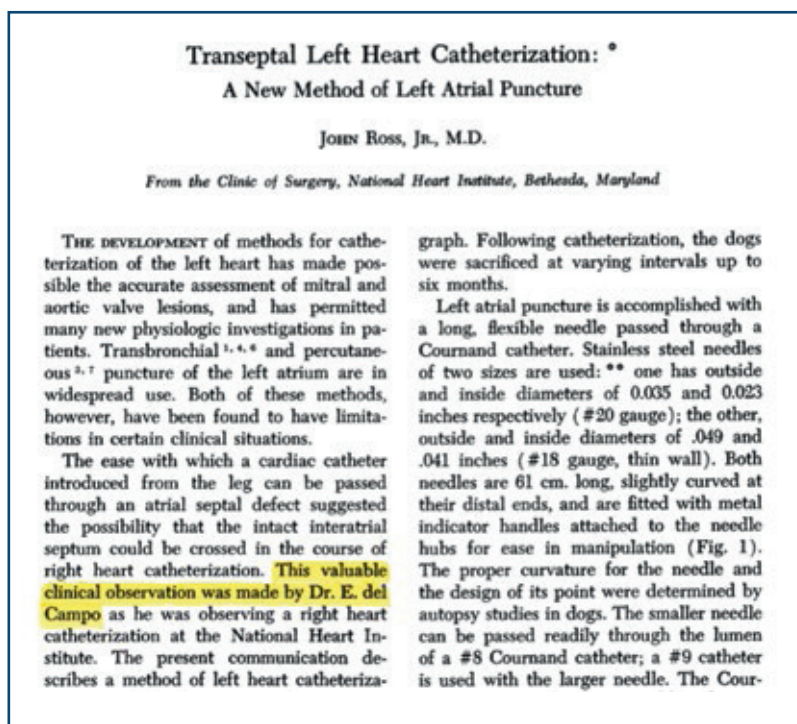 Transeptal Left Heart Catheterization: *
A New Method of Left Atrial Puncture
JOHN ROSS, JR., M.D.
From the Clinic of Surgery, National Heart Institute, Bethesda, Maryland
THE DEVELOPMENT of methods for cathe-
terization of the left heart has made pos-
sible the accurate assessment of mitral and
aortic valve lesions, and has permitted
many new physiologic investigations in pa-
tients. Transbronchial 1, 4, 6 and percutane-
ous 3, 7 puncture of the left atrium are in
widespread use. Both of these methods,
however, have been found to have limita-
tions in certain clinical situations.
The ease with which a cardiac catheter
introduced from the leg can be passed
through an atrial septal defect suggested
the possibility that the intact interatrial
septum could be crossed in the course of
right heart catheterization. This valuable
clinical observation was made by Dr. E. del
Campo as he was observing a right heart
catheterization at the National Heart In-
stitute. The present communication de-
scribes a method of left heart catheteriza-
graph. Following catheterization, the dogs
were sacrificed at varying intervals up to
six months.
Left atrial puncture is accomplished with
a long, flexible needle passed through a
Cournand catheter. Stainless steel needles
of two sizes are used: ** one has outside
and inside diameters of 0.035 and 0.023
inches respectively (#20 gauge); the other,
outside and inside diameters of .049 and
.041 inches (#18 gauge, thin wall). Both
needles are 61 cm. long, slightly curved at
their distal ends, and are fitted with metal
indicator handles attached to the needle
hubs for ease in manipulation (Fig. 1).
The proper curvature for the needle and
the design of its point were determined by
autopsy studies in dogs. The smaller needle
can be passed readily through the lumen
of a #8 Cournand catheter; a #9 catheter
is used with the larger needle. The Cour-